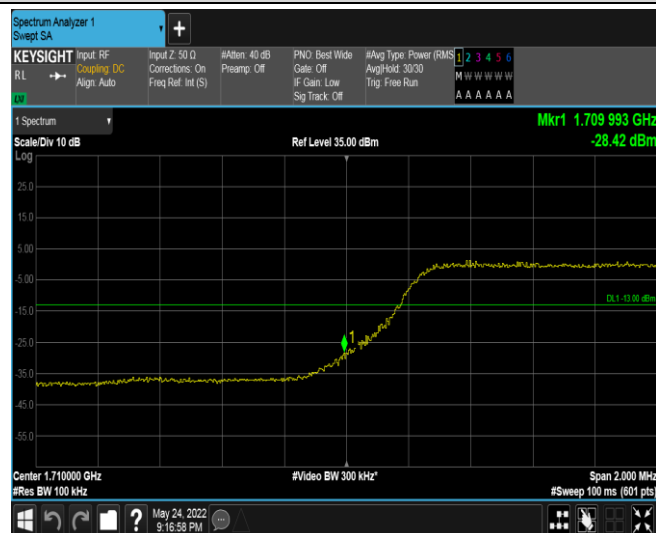 Spectrum Analyzer 1
Swept SA
+
KEYSIGHT Input: RF Input Z: 50 Ω #Atten: 40 dB PNO: Best Wide #Avg Type: Power (RMS 1 2 3 4 5 6
RL Coupling: DC Corrections: On Preamp: Off Gate: Off Avg|Hold: 30/30 M W W W W W
Align: Auto Freq Ref: Int (S) IF Gain: Low Trig: Free Run
Sig Track: Off A A A A A A
1 Spectrum Mkr1 1.709 993 GHz
Scale/Div 10 dB Ref Level 35.00 dBm -28.42 dBm
Log
25.0
15.0
5.00
-5.00
DL1 -13.00 dBm
-15.0
1
-25.0
-35.0
-45.0
-55.0
Center 1.710000 GHz #Video BW 300 kHz* Span 2.000 MHz
#Res BW 100 kHz #Sweep 100 ms (601 pts)
? May 24, 2022
9:16:58 PM